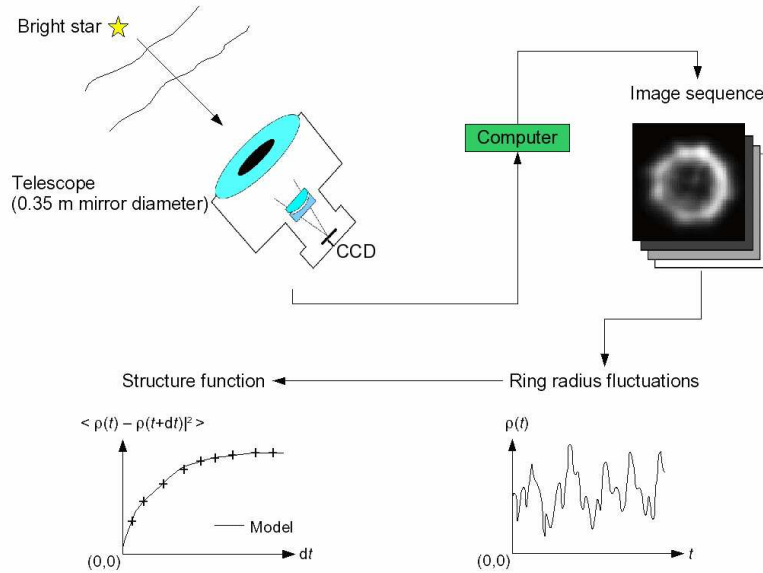 Bright star
Image sequence
Computer
Telescope
(0.35 m mirror diameter)
CCD
Structure function
Ring radius fluctuations
< ρ(t) – ρ(t+dt)|² >
ρ(t)
Model
(0,0)
dt
(0,0)
t